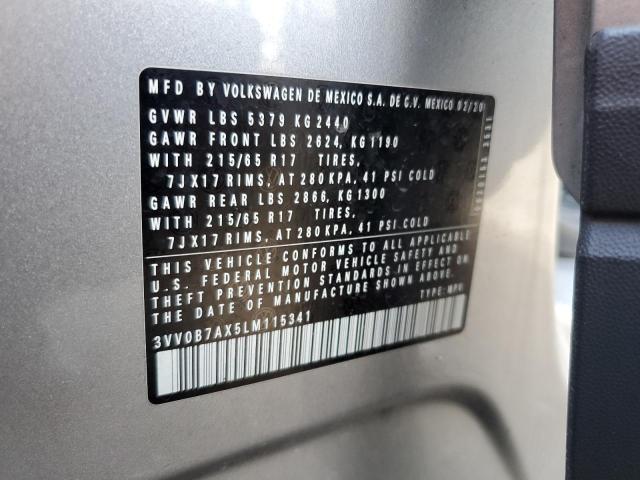 MFD BY VOLKSWAGEN DE MEXICO S.A. DE C.V. MEXICO 02/20
GVWR LBS 5379 KG 2440
GAWR FRONT LBS 2624, KG 1190
WITH 215/65 R17 TIRES,
7JX17 RIMS, AT 280 KPA, 41 PSI COLD
GAWR REAR LBS 2866, KG 1300
WITH 215/65 R17 TIRES,
7JX17 RIMS, AT 280 KPA, 41 PSI COLD
THIS VEHICLE CONFORMS TO ALL APPLICABLE
U.S. FEDERAL MOTOR VEHICLE SAFETY AND
THEFT PREVENTION STANDARDS IN EFFECT ON
THE DATE OF MANUFACTURE SHOWN ABOVE.
TYPE: MPV
3VV0B7AX5LM115341